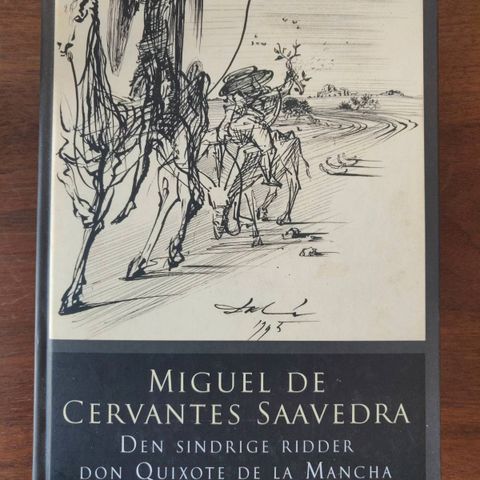 MIGUEL DE
CERVANTES SAAVEDRA
DEN SINDRIGE RIDDER
DON QUIXOTE DE LA MANCHA